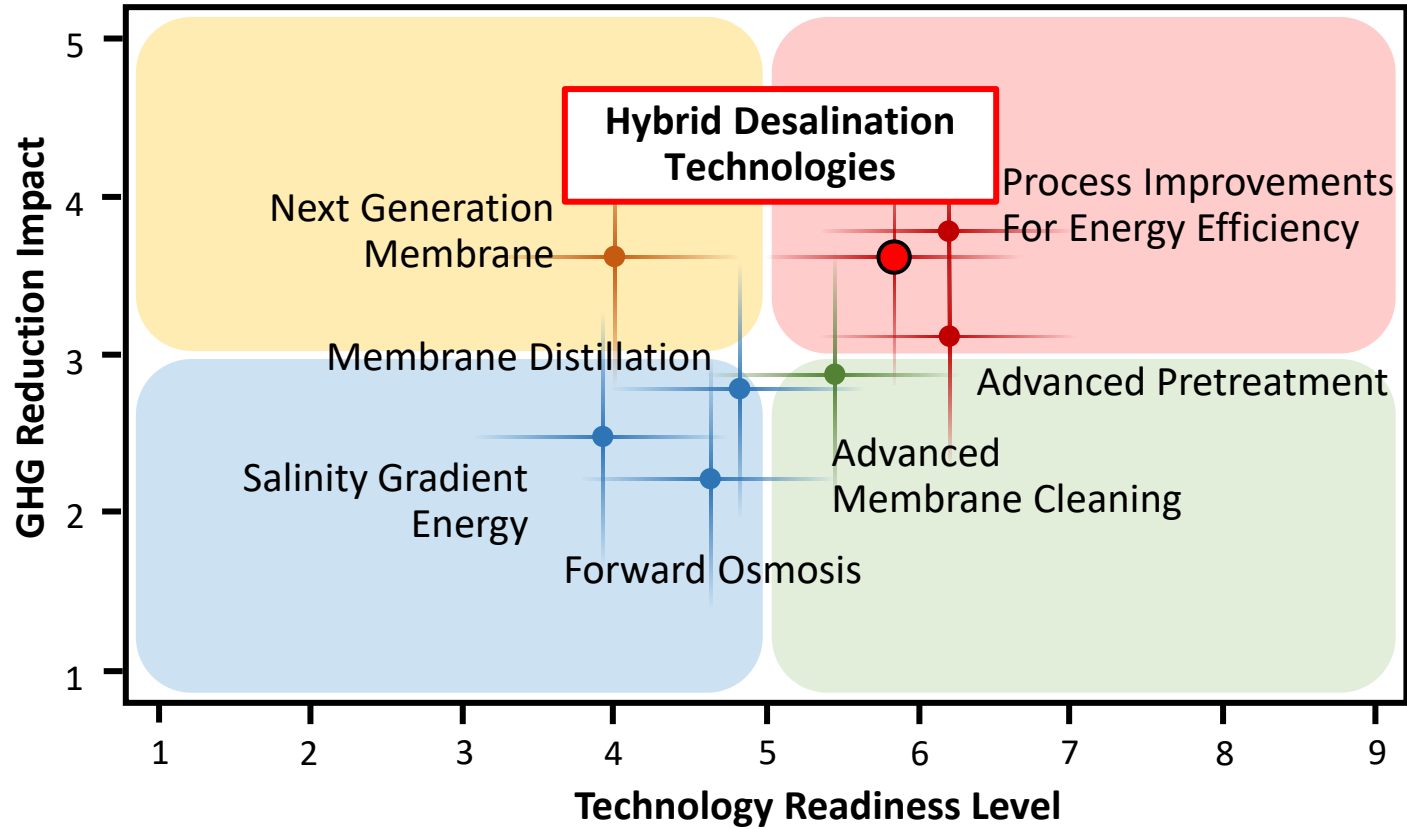 GHG Reduction Impact
5
4
3
2
1
Hybrid Desalination
Technologies
Next Generation
Membrane
Process Improvements
For Energy Efficiency
Membrane Distillation
Advanced Pretreatment
Salinity Gradient
Energy
Advanced
Membrane Cleaning
Forward Osmosis
1 2 3 4 5 6 7 8 9
Technology Readiness Level